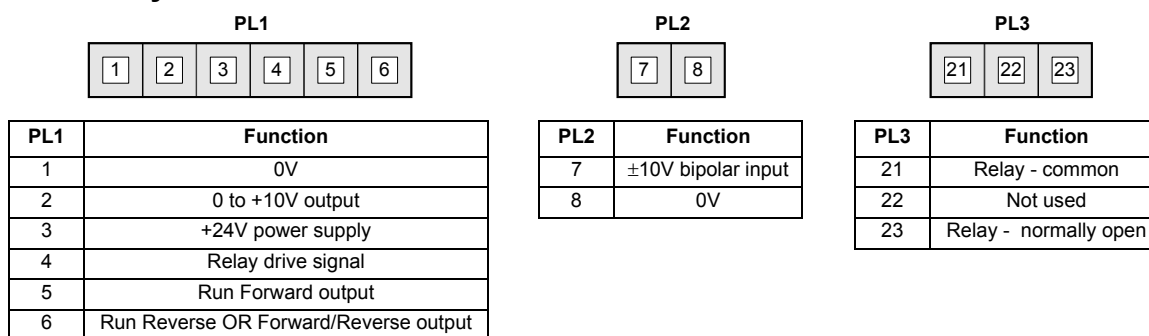 PL1
1 2 3 4 5 6
PL1 Function
1 0V
2 0 to +10V output
3 +24V power supply
4 Relay drive signal
5 Run Forward output
6 Run Reverse OR Forward/Reverse output
PL2
7 8
PL2 Function
7 ±10V bipolar input
8 0V
PL3
21 22 23
PL3 Function
21 Relay - common
22 Not used
23 Relay - normally open